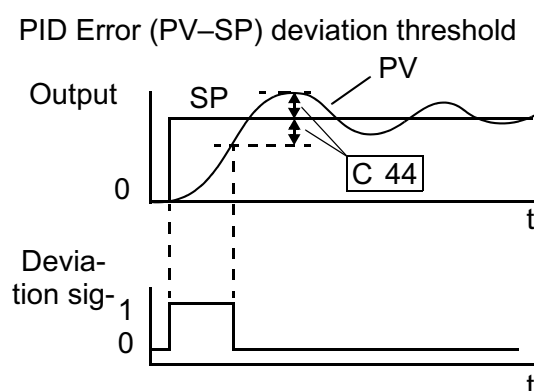 PID Error (PV–SP) deviation threshold
PV
Output
SP
C 44
0
t
Devia-
tion sig-
1
0
t